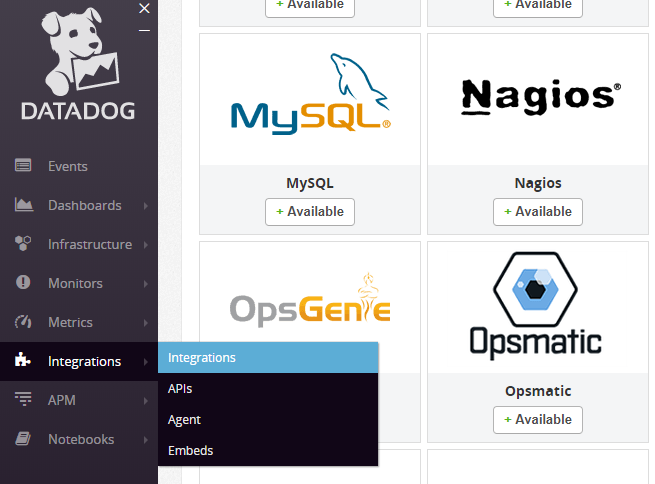 DATADOG
Events
Dashboards
Infrastructure
Monitors
Metrics
Integrations
APM
Notebooks
Integrations
APIs
Agent
Embeds
+ Available
+ Available
MySQL®
MySQL
+ Available
Nagios®
Nagios
+ Available
OpsGenie
Opsmatic
Opsmatic
+ Available